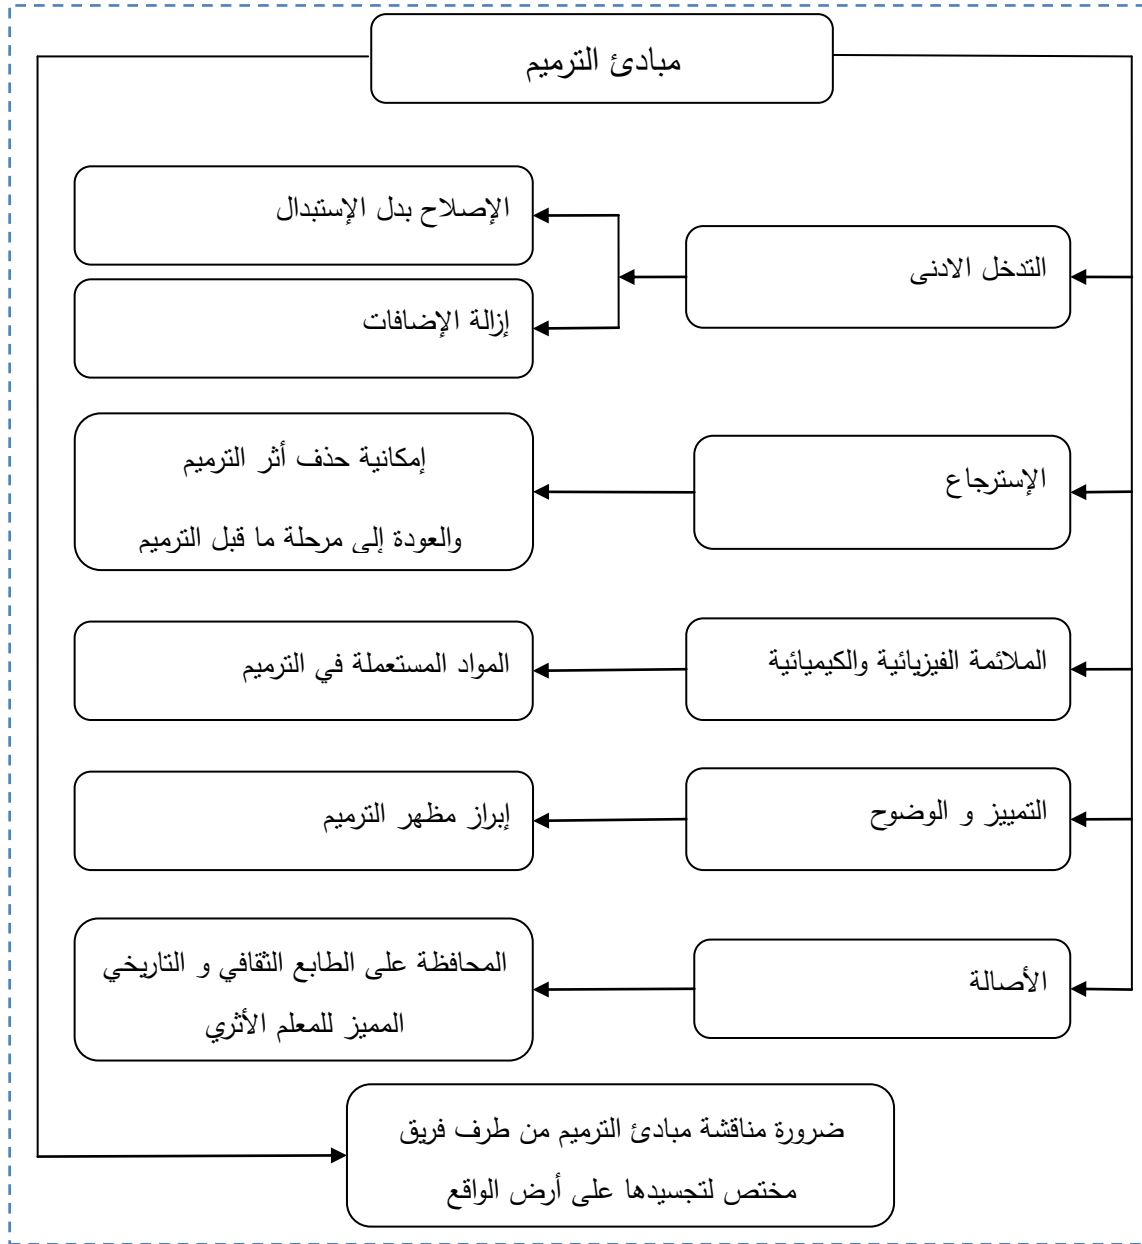 مبادئ الترميم
التدخل الادنى
الإصلاح بدل الإستبدال
إزالة الإضافات
الإسترجاع
إمكانية حذف أثر الترميم
والعودة إلى مرحلة ما قبل الترميم
الملائمة الفيزيائية والكيميائية
المواد المستعملة في الترميم
التمييز و الوضوح
إبراز مظهر الترميم
الأصالة
المحافظة على الطابع الثقافي و التاريخي
المميز للمعلم الأثري
ضرورة مناقشة مبادئ الترميم من طرف فريق
مختص لتجسيدها على أرض الواقع